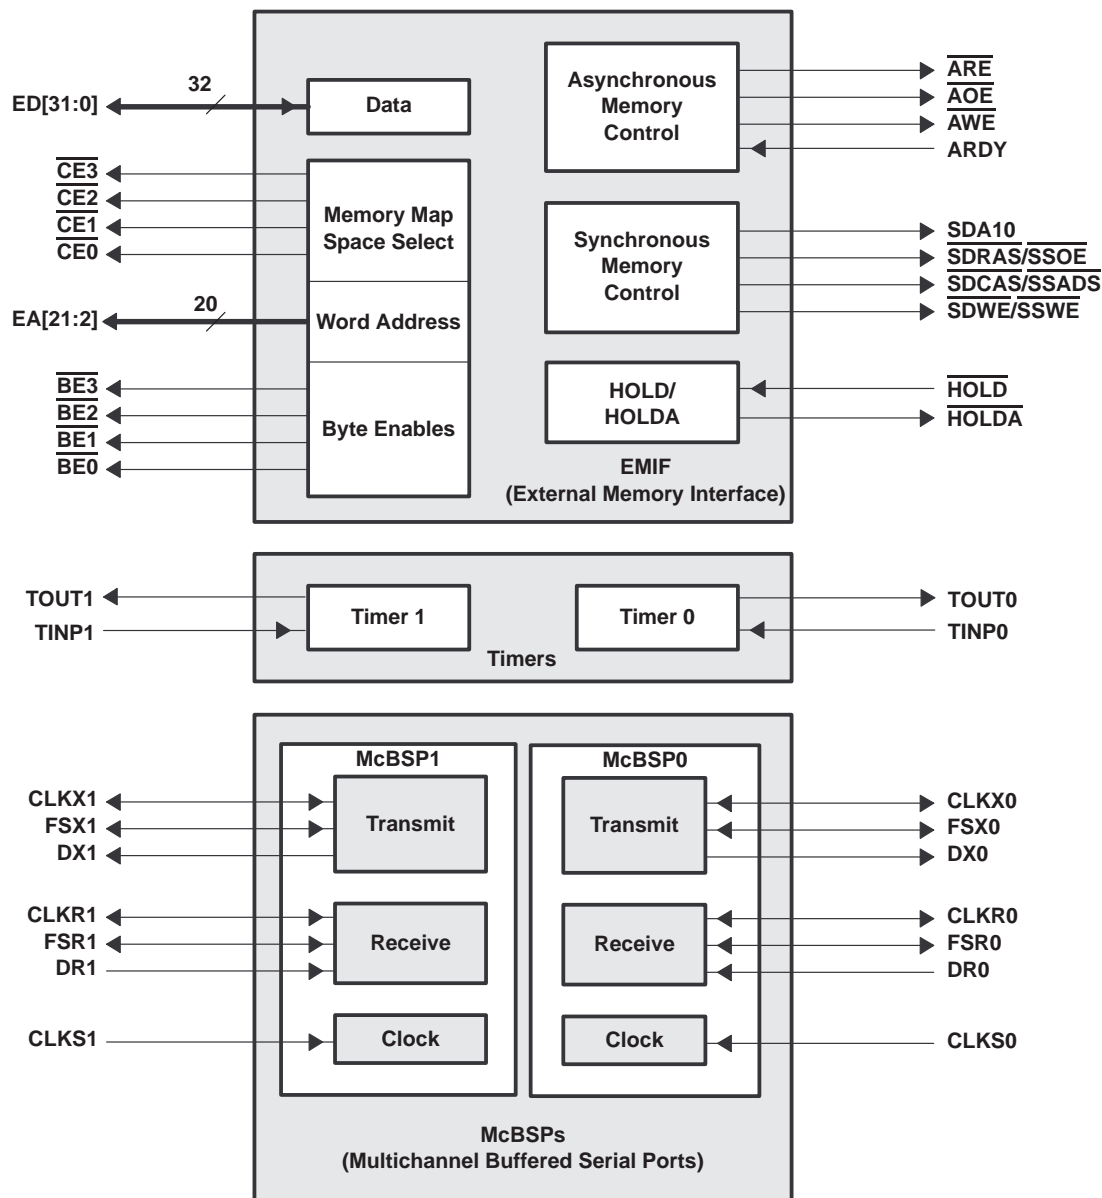 32
ED[31:0]
Data
Asynchronous
Memory
Control
ARE
AOE
AWE
ARDY
CE3
CE2
CE1
CE0
Memory Map
Space Select
Synchronous
Memory
Control
SDA10
SDRAS/SSOE
SDCAS/SSADS
SDWE/SSWE
20
EA[21:2]
Word Address
BE3
BE2
BE1
BE0
Byte Enables
HOLD/
HOLDA
HOLD
HOLDA
EMIF
(External Memory Interface)
TOUT1
TINP1
Timer 1
Timer 0
TOUT0
TINP0
Timers
McBSP1
McBSP0
CLKX1
FSX1
DX1
Transmit
Transmit
CLKX0
FSX0
DX0
CLKR1
FSR1
DR1
Receive
Receive
CLKR0
FSR0
DR0
CLKS1
Clock
Clock
CLKS0
McBSPs
(Multichannel Buffered Serial Ports)